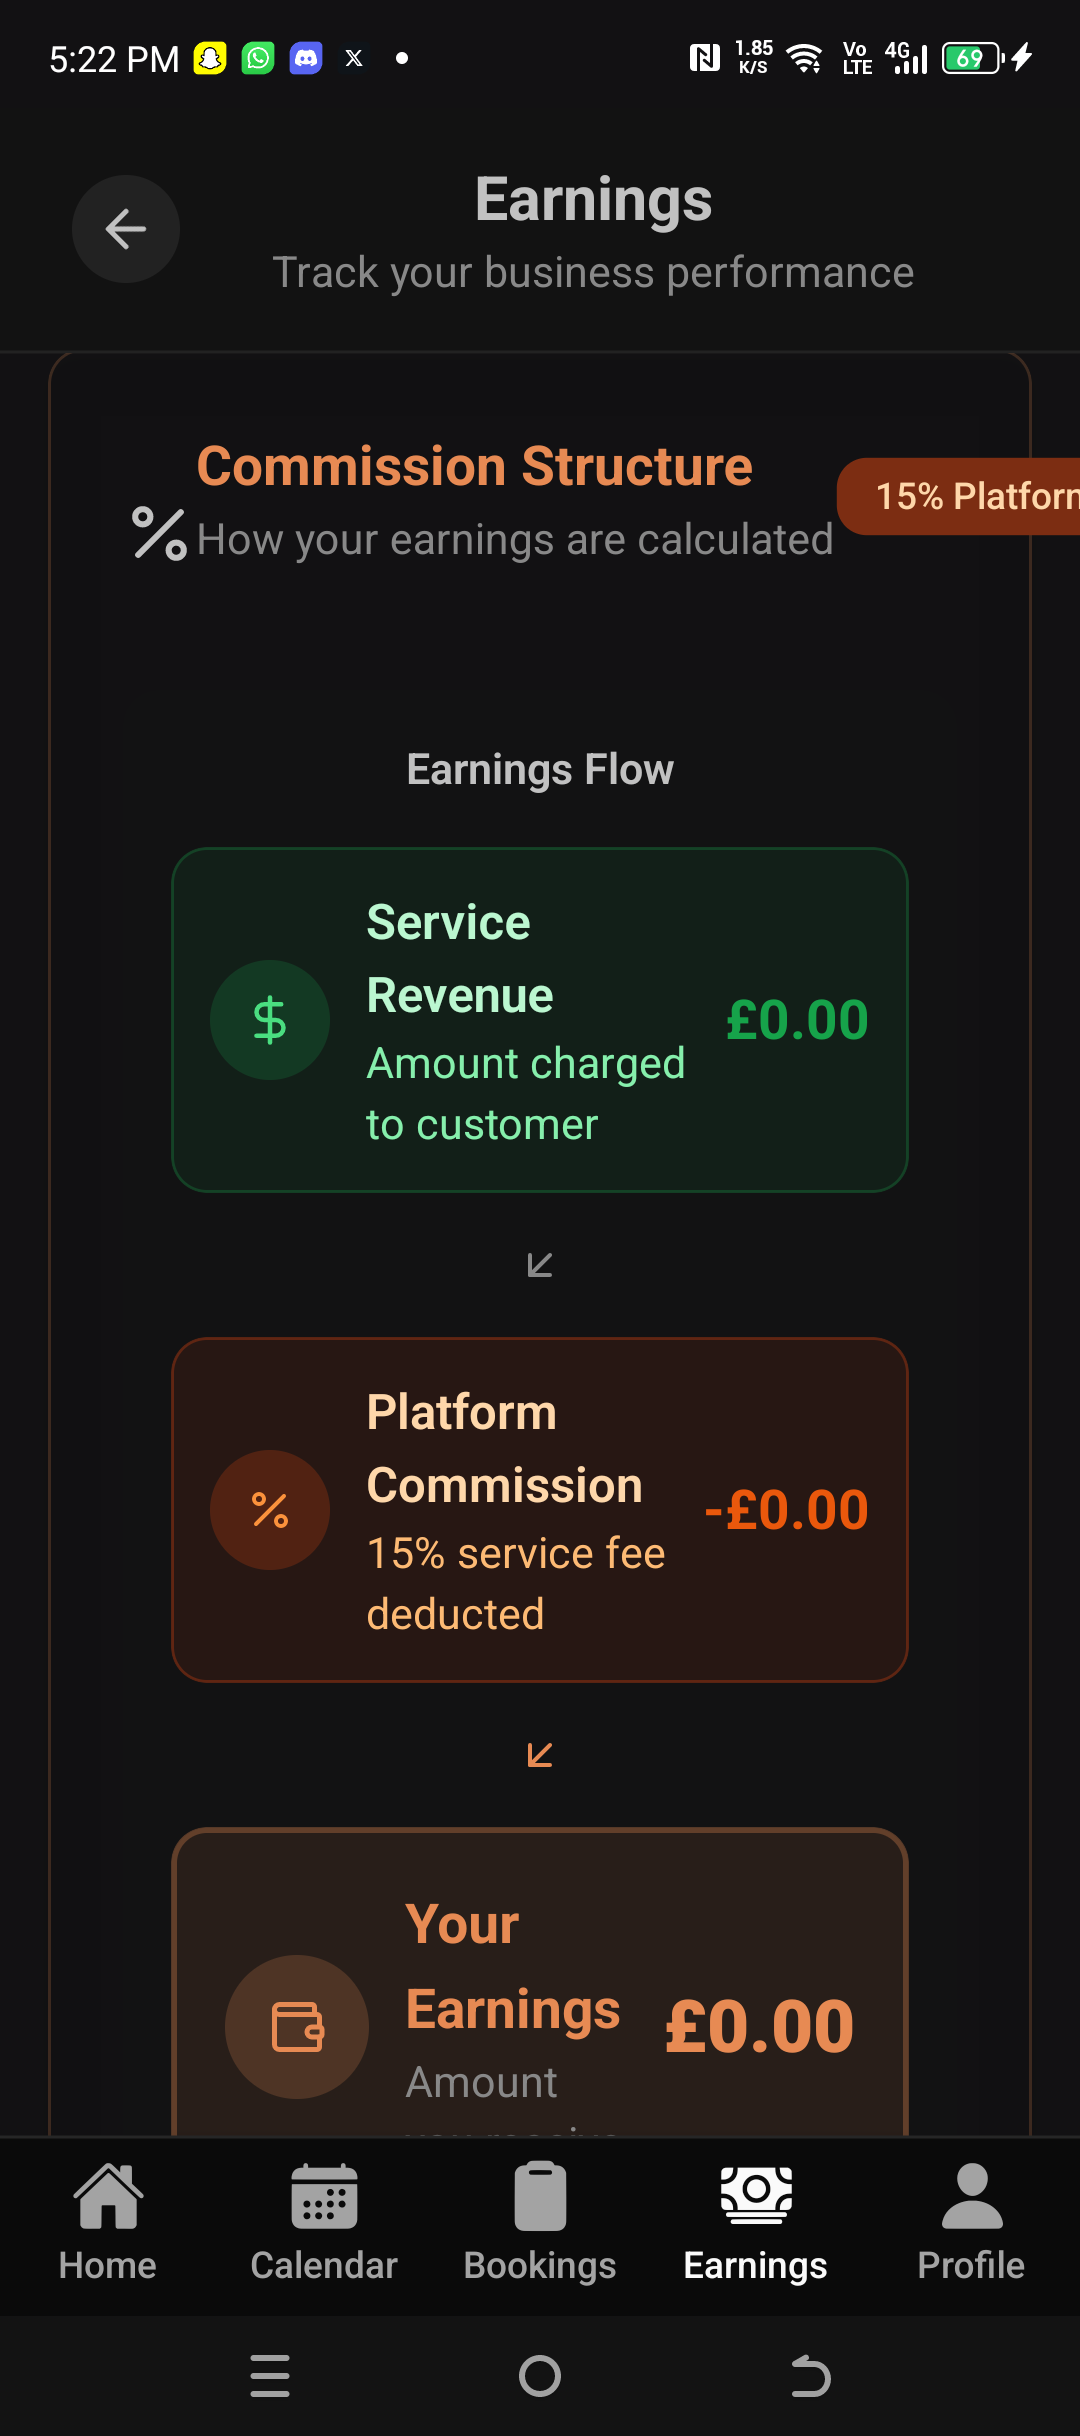 5:22 PM
1.85
K/S
Vo
LTE
4G
69
Earnings
Track your business performance
Commission Structure
15% Platform
How your earnings are calculated
Earnings Flow
Service
Revenue
£0.00
Amount charged
to customer
Platform
Commission
-£0.00
15% service fee
deducted
Your
Earnings
£0.00
Amount
Home
Calendar
Bookings
Earnings
Profile